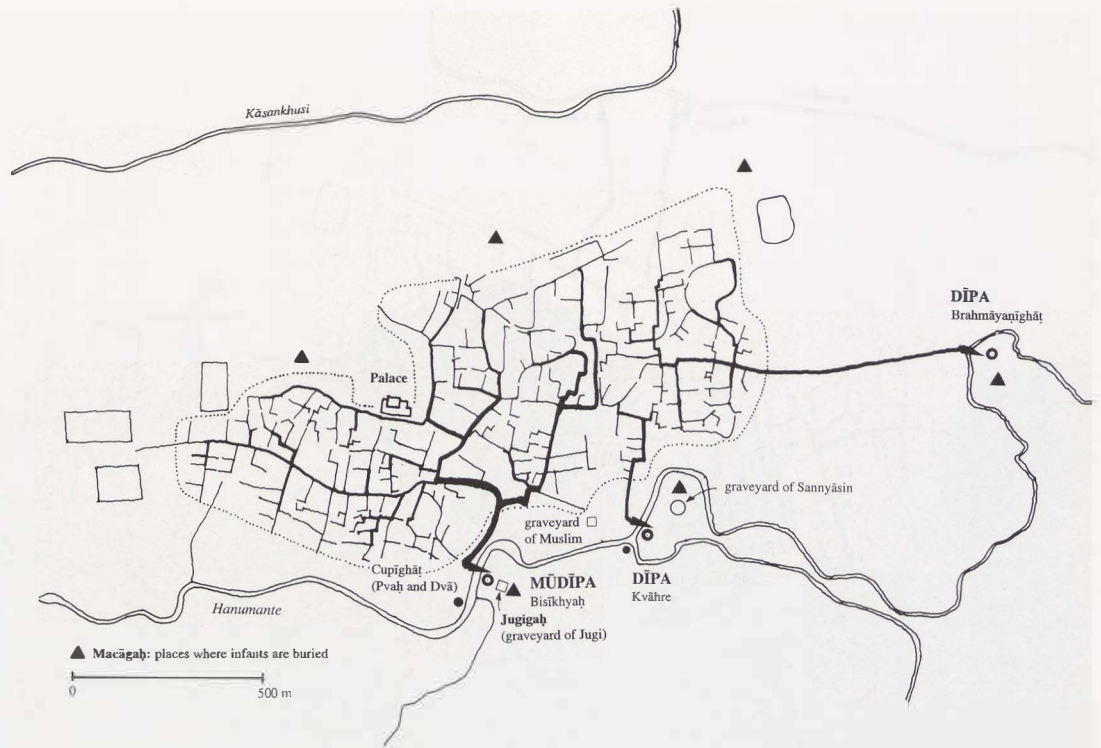 Kāsankhusi
DĪPA
Brahmāyaṇīghāṭ
Palace
graveyard of Sannyāsin
graveyard
of Muslim
Cupīghāṭ
(Pvaḥ and Dvā)
MŪDĪPA
Bisīkhyaḥ
DĪPA
Kvāhre
Hanumante
Jugigaḥ
(graveyard of Jugi)
Macāgaḥ: places where infants are buried
0 500 m